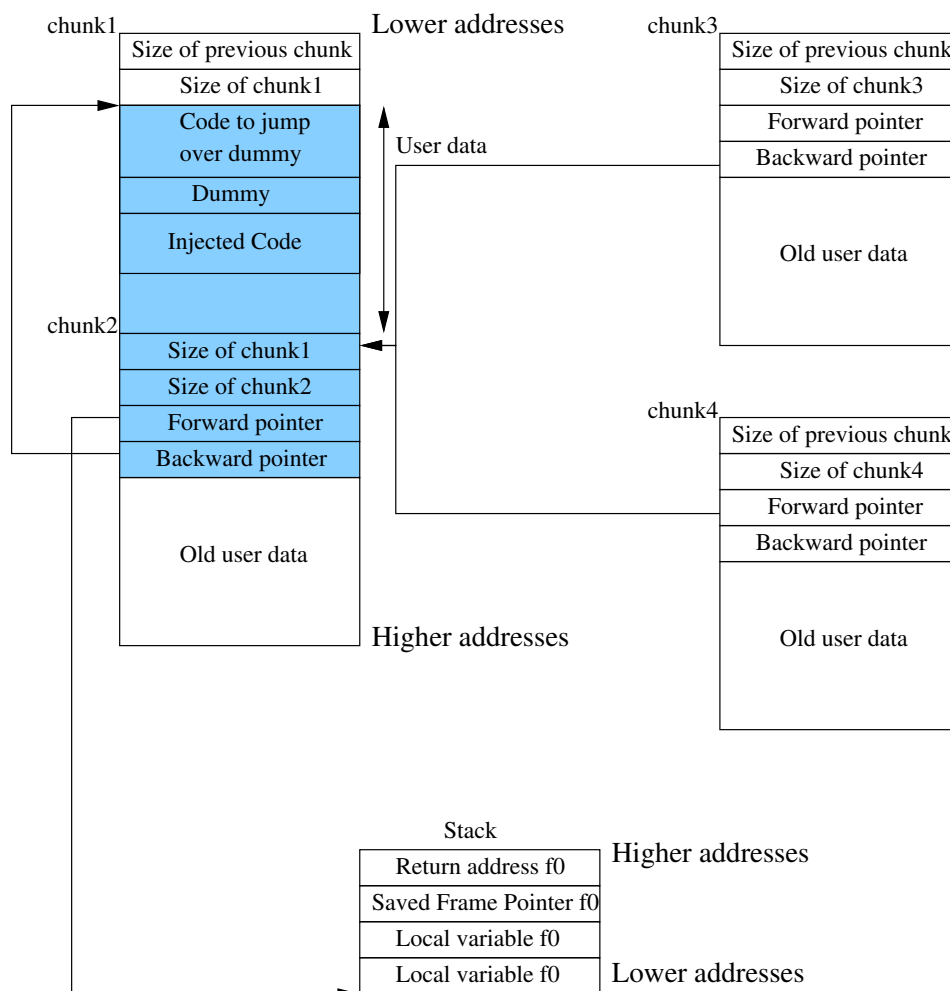 chunk1
Lower addresses
Size of previous chunk
Size of chunk1
Code to jump
over dummy
User data
Dummy
Injected Code
chunk2
Size of chunk1
Size of chunk2
Forward pointer
Backward pointer
Old user data
Higher addresses
chunk3
Size of previous chunk
Size of chunk3
Forward pointer
Backward pointer
Old user data
chunk4
Size of previous chunk
Size of chunk4
Forward pointer
Backward pointer
Old user data
Stack
Higher addresses
Return address f0
Saved Frame Pointer f0
Local variable f0
Local variable f0
Lower addresses